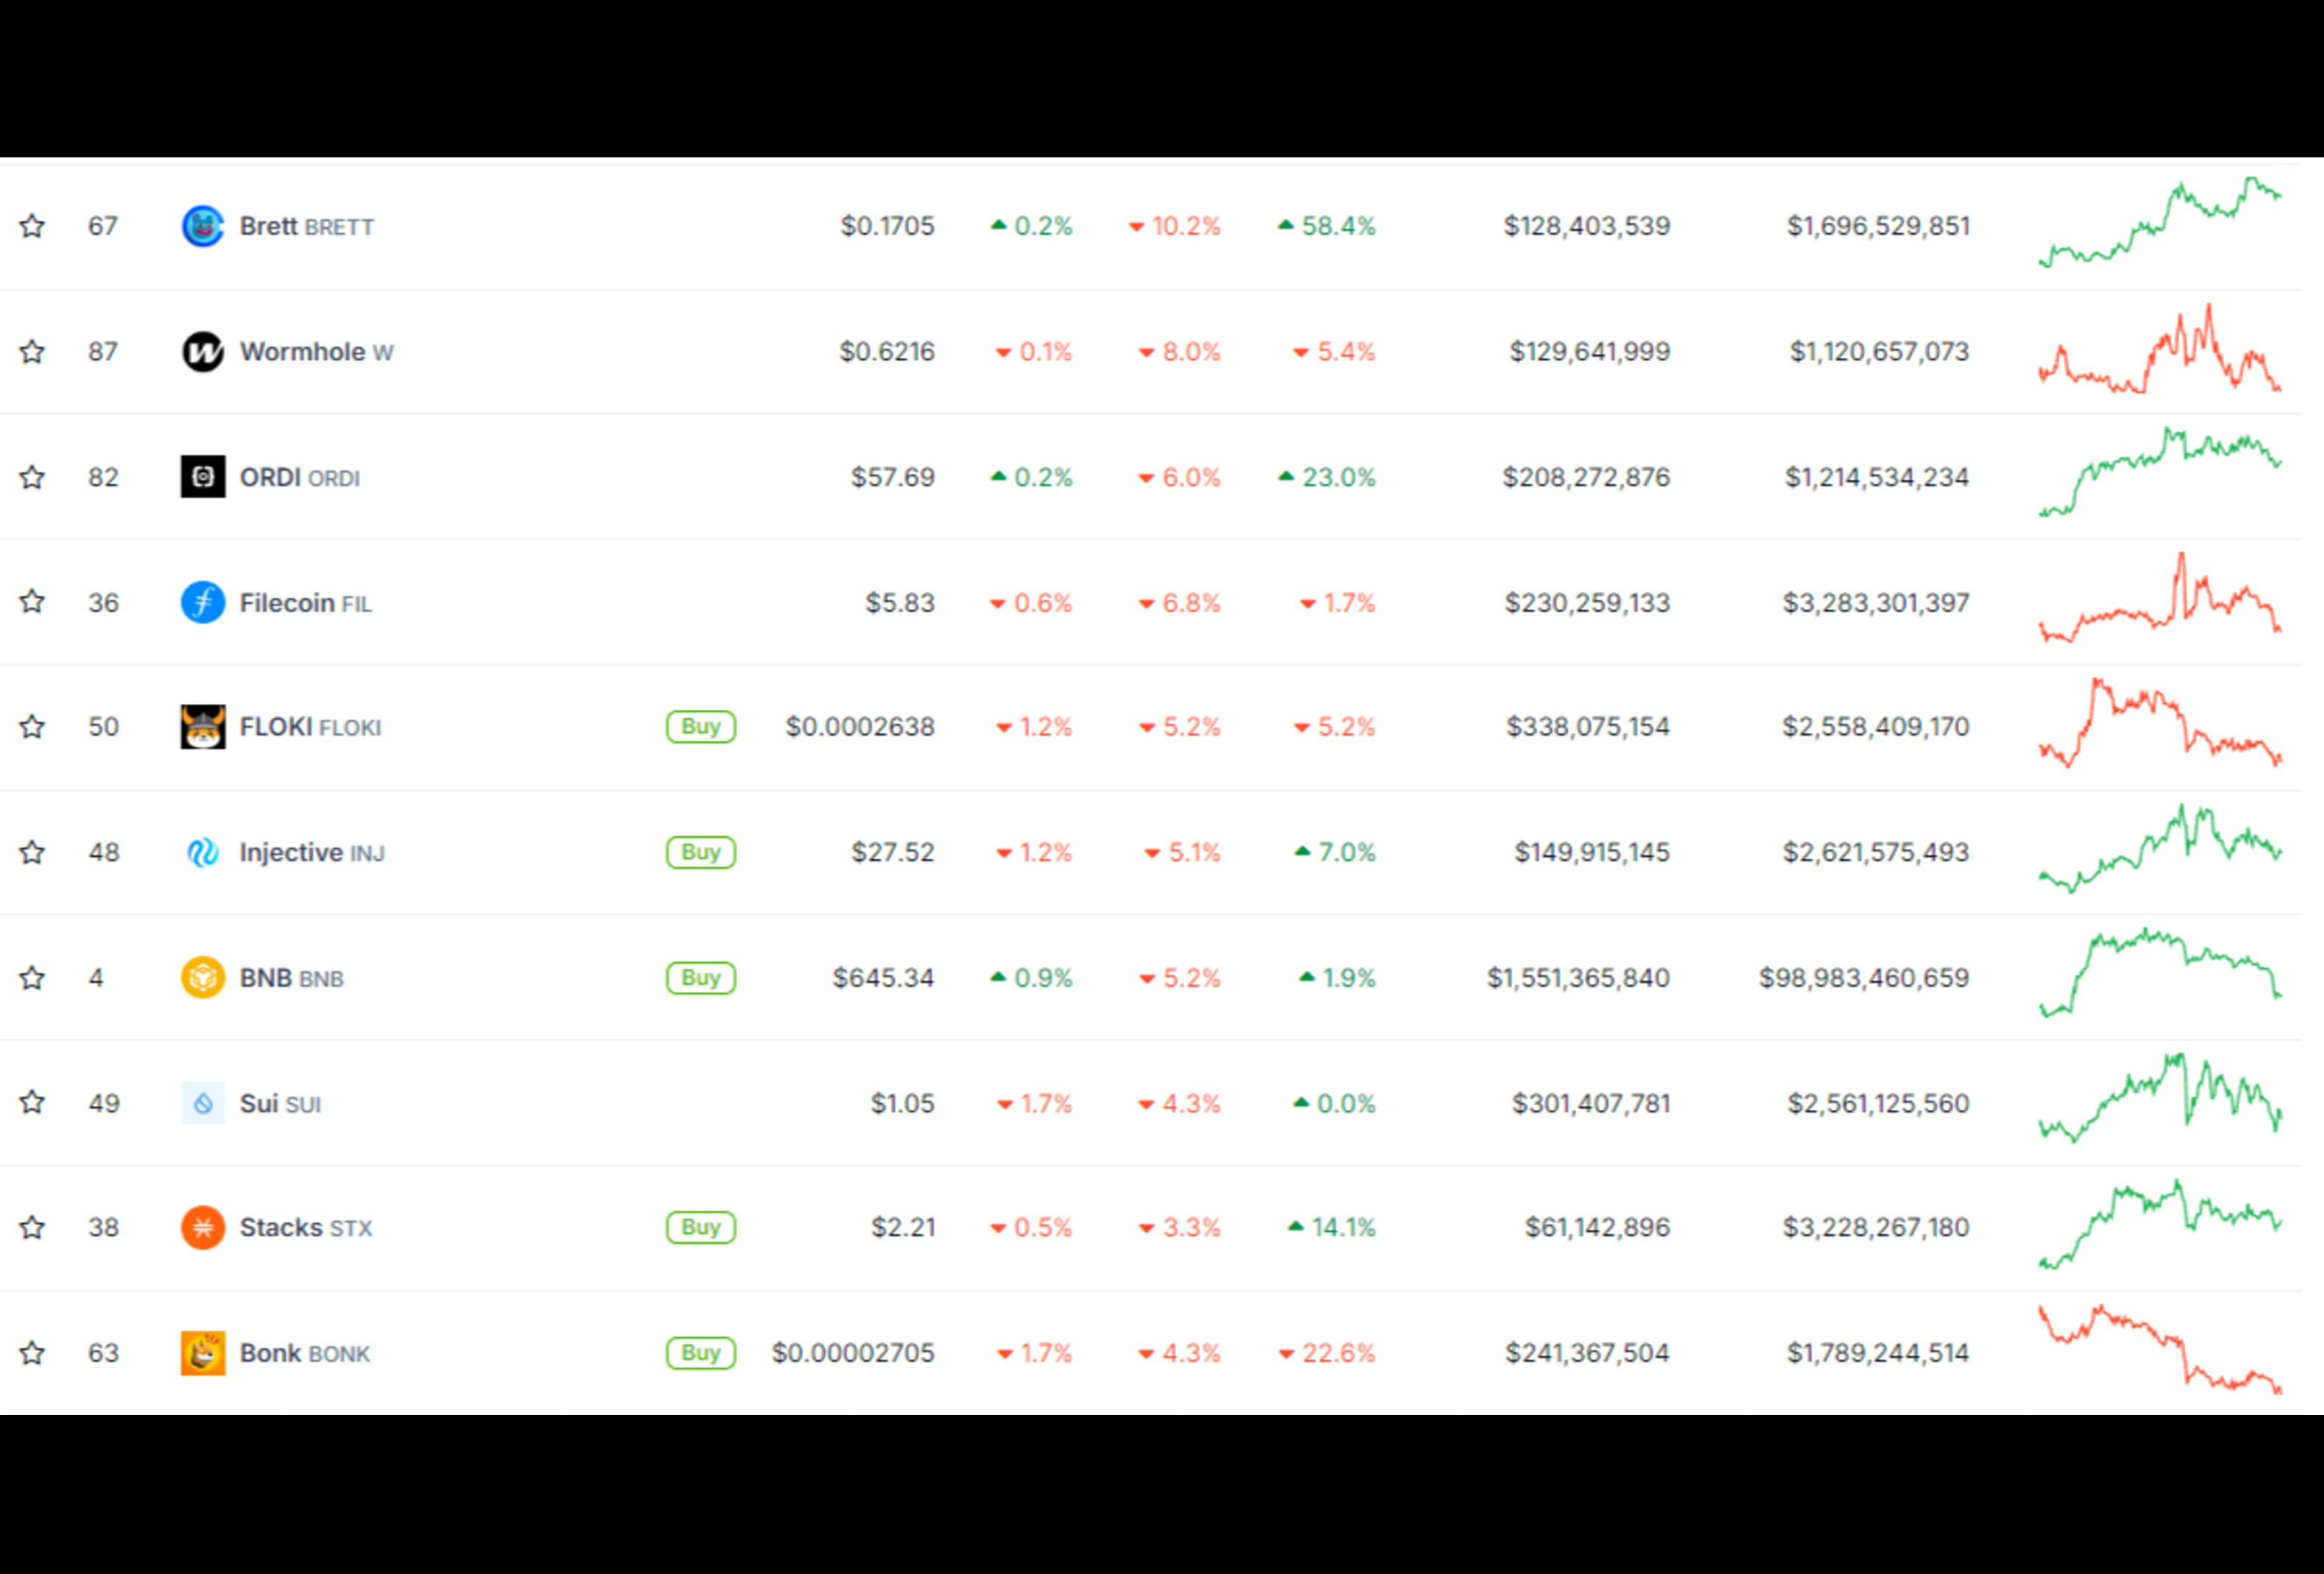 67 Brett BRETT $0.1705 0.2% 10.2% 58.4% $128,403,539 $1,696,529,851
87 Wormhole W $0.6216 0.1% 8.0% 5.4% $129,641,999 $1,120,657,073
82 ORDI ORDI $57.69 0.2% 6.0% 23.0% $208,272,876 $1,214,534,234
36 Filecoin FIL $5.83 0.6% 6.8% 1.7% $230,259,133 $3,283,301,397
50 FLOKI FLOKI Buy $0.0002638 1.2% 5.2% 5.2% $338,075,154 $2,558,409,170
48 Injective INJ Buy $27.52 1.2% 5.1% 7.0% $149,915,145 $2,621,575,493
4 BNB BNB Buy $645.34 0.9% 5.2% 1.9% $1,551,365,840 $98,983,460,659
49 Sui SUI $1.05 1.7% 4.3% 0.0% $301,407,781 $2,561,125,560
38 Stacks STX Buy $2.21 0.5% 3.3% 14.1% $61,142,896 $3,228,267,180
63 Bonk BONK Buy $0.00002705 1.7% 4.3% 22.6% $241,367,504 $1,789,244,514